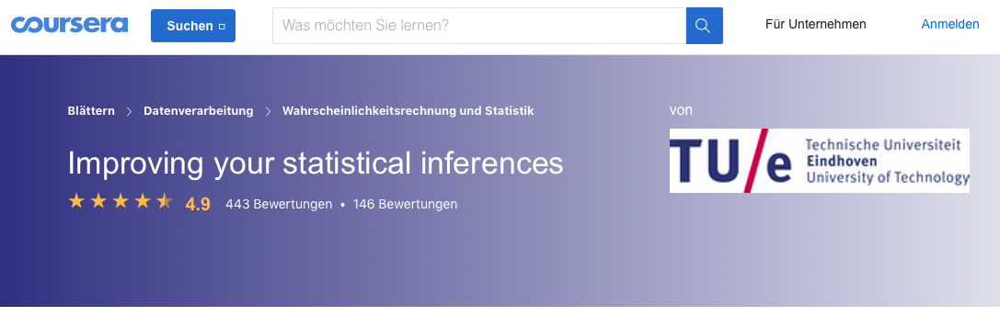 coursera
Suchen
Was möchten Sie lernen?
Für Unternehmen
Anmelden
Blättern > Datenverarbeitung > Wahrscheinlichkeitsrechnung und Statistik
Improving your statistical inferences
4.9 443 Bewertungen • 146 Bewertungen
von
TU/e
Technische Universiteit
Eindhoven
University of Technology